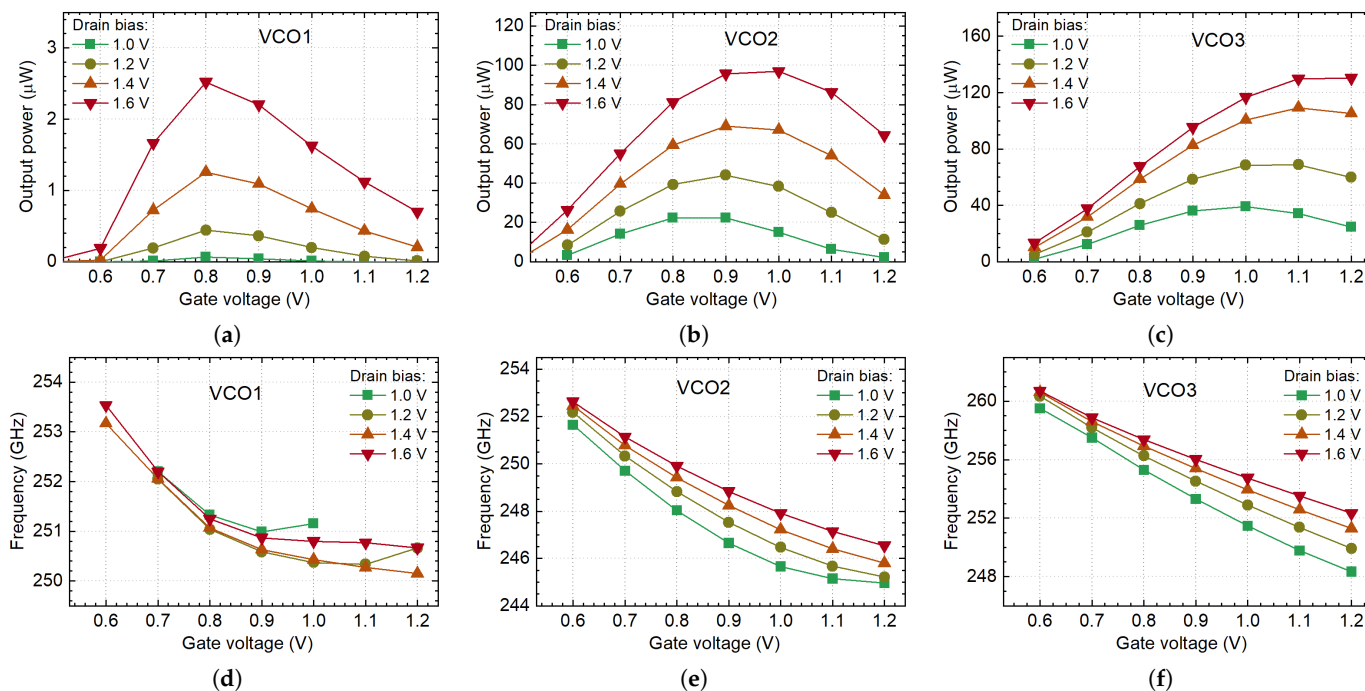 Drain bias:
1.0 V
1.2 V
1.4 V
1.6 V
VCO1
Output power (μW)
3
2
1
0
0.6 0.7 0.8 0.9 1.0 1.1 1.2
Gate voltage (V)
(a)
Drain bias:
1.0 V
1.2 V
1.4 V
1.6 V
VCO2
Output power (μW)
120
100
80
60
40
20
0
0.6 0.7 0.8 0.9 1.0 1.1 1.2
Gate voltage (V)
(b)
Drain bias:
1.0 V
1.2 V
1.4 V
1.6 V
VCO3
Output power (μW)
160
120
80
40
0
0.6 0.7 0.8 0.9 1.0 1.1 1.2
Gate voltage (V)
(c)
VCO1
Drain bias:
1.0 V
1.2 V
1.4 V
1.6 V
Frequency (GHz)
254
253
252
251
250
0.6 0.7 0.8 0.9 1.0 1.1 1.2
Gate voltage (V)
(d)
VCO2
Drain bias:
1.0 V
1.2 V
1.4 V
1.6 V
Frequency (GHz)
254
252
250
248
246
244
0.6 0.7 0.8 0.9 1.0 1.1 1.2
Gate voltage (V)
(e)
VCO3
Drain bias:
1.0 V
1.2 V
1.4 V
1.6 V
Frequency (GHz)
260
256
252
248
0.6 0.7 0.8 0.9 1.0 1.1 1.2
Gate voltage (V)
(f)